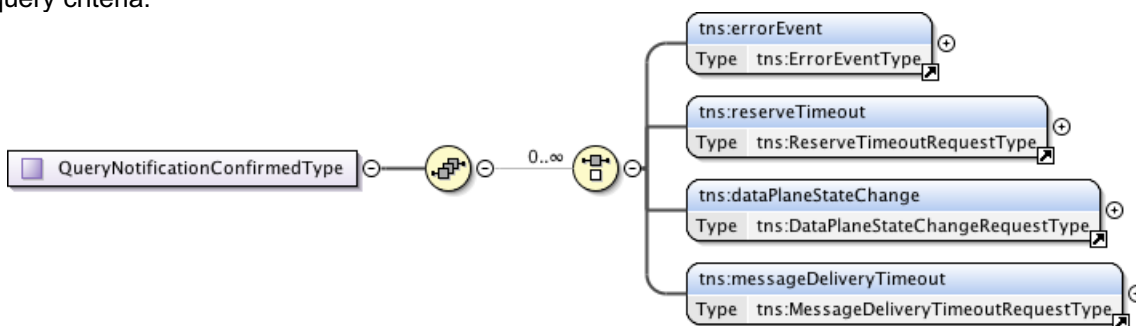 query criteria.
tns:errorEvent
Type tns:ErrorEventType
tns:reserveTimeout
Type tns:ReserveTimeoutRequestType
QueryNotificationConfirmedType
0..∞
tns:dataPlaneStateChange
Type tns:DataPlaneStateChangeRequestType
tns:messageDeliveryTimeout
Type tns:MessageDeliveryTimeoutRequestType